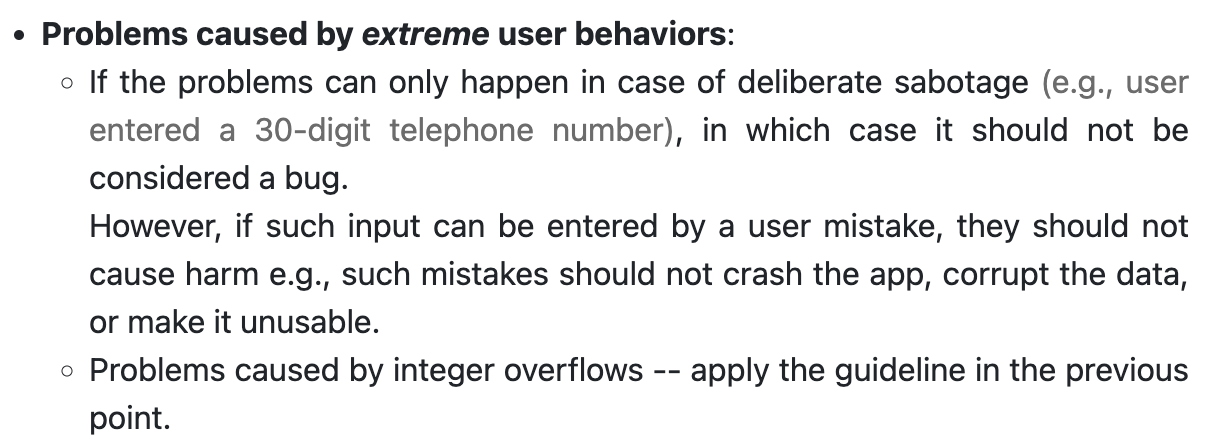 • Problems caused by extreme user behaviors:
◦ If the problems can only happen in case of deliberate sabotage (e.g., user
entered a 30-digit telephone number), in which case it should not be
considered a bug.
However, if such input can be entered by a user mistake, they should not
cause harm e.g., such mistakes should not crash the app, corrupt the data,
or make it unusable.
◦ Problems caused by integer overflows -- apply the guideline in the previous
point.